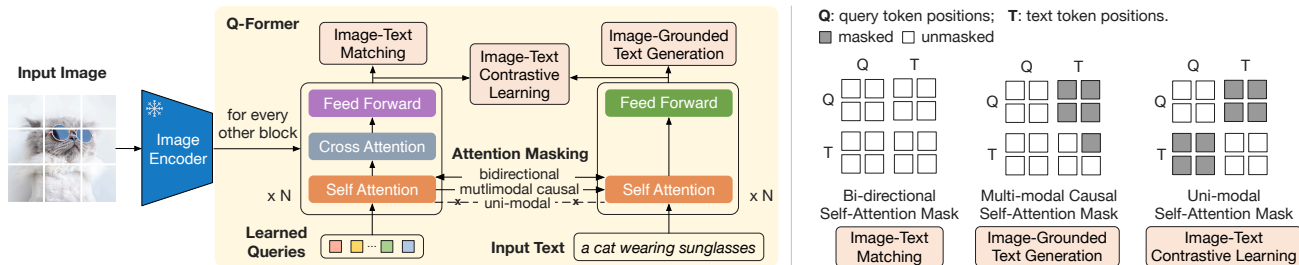 Q-Former
Input Image
Image
Encoder
for every
other block
Image-Text
Matching
Image-Text
Contrastive
Learning
Image-Grounded
Text Generation
Feed Forward
Cross Attention
Self Attention
x N
Feed Forward
Self Attention
x N
Attention Masking
bidirectional
mutlimodal causal
uni-modal
x
x
Learned
Queries
...
Input Text
a cat wearing sunglasses
Q: query token positions; T: text token positions.
masked unmasked
Q T
Q
T
Bi-directional
Self-Attention Mask
Image-Text
Matching
Q T
Q
T
Multi-modal Causal
Self-Attention Mask
Image-Grounded
Text Generation
Q T
Q
T
Uni-modal
Self-Attention Mask
Image-Text
Contrastive Learning